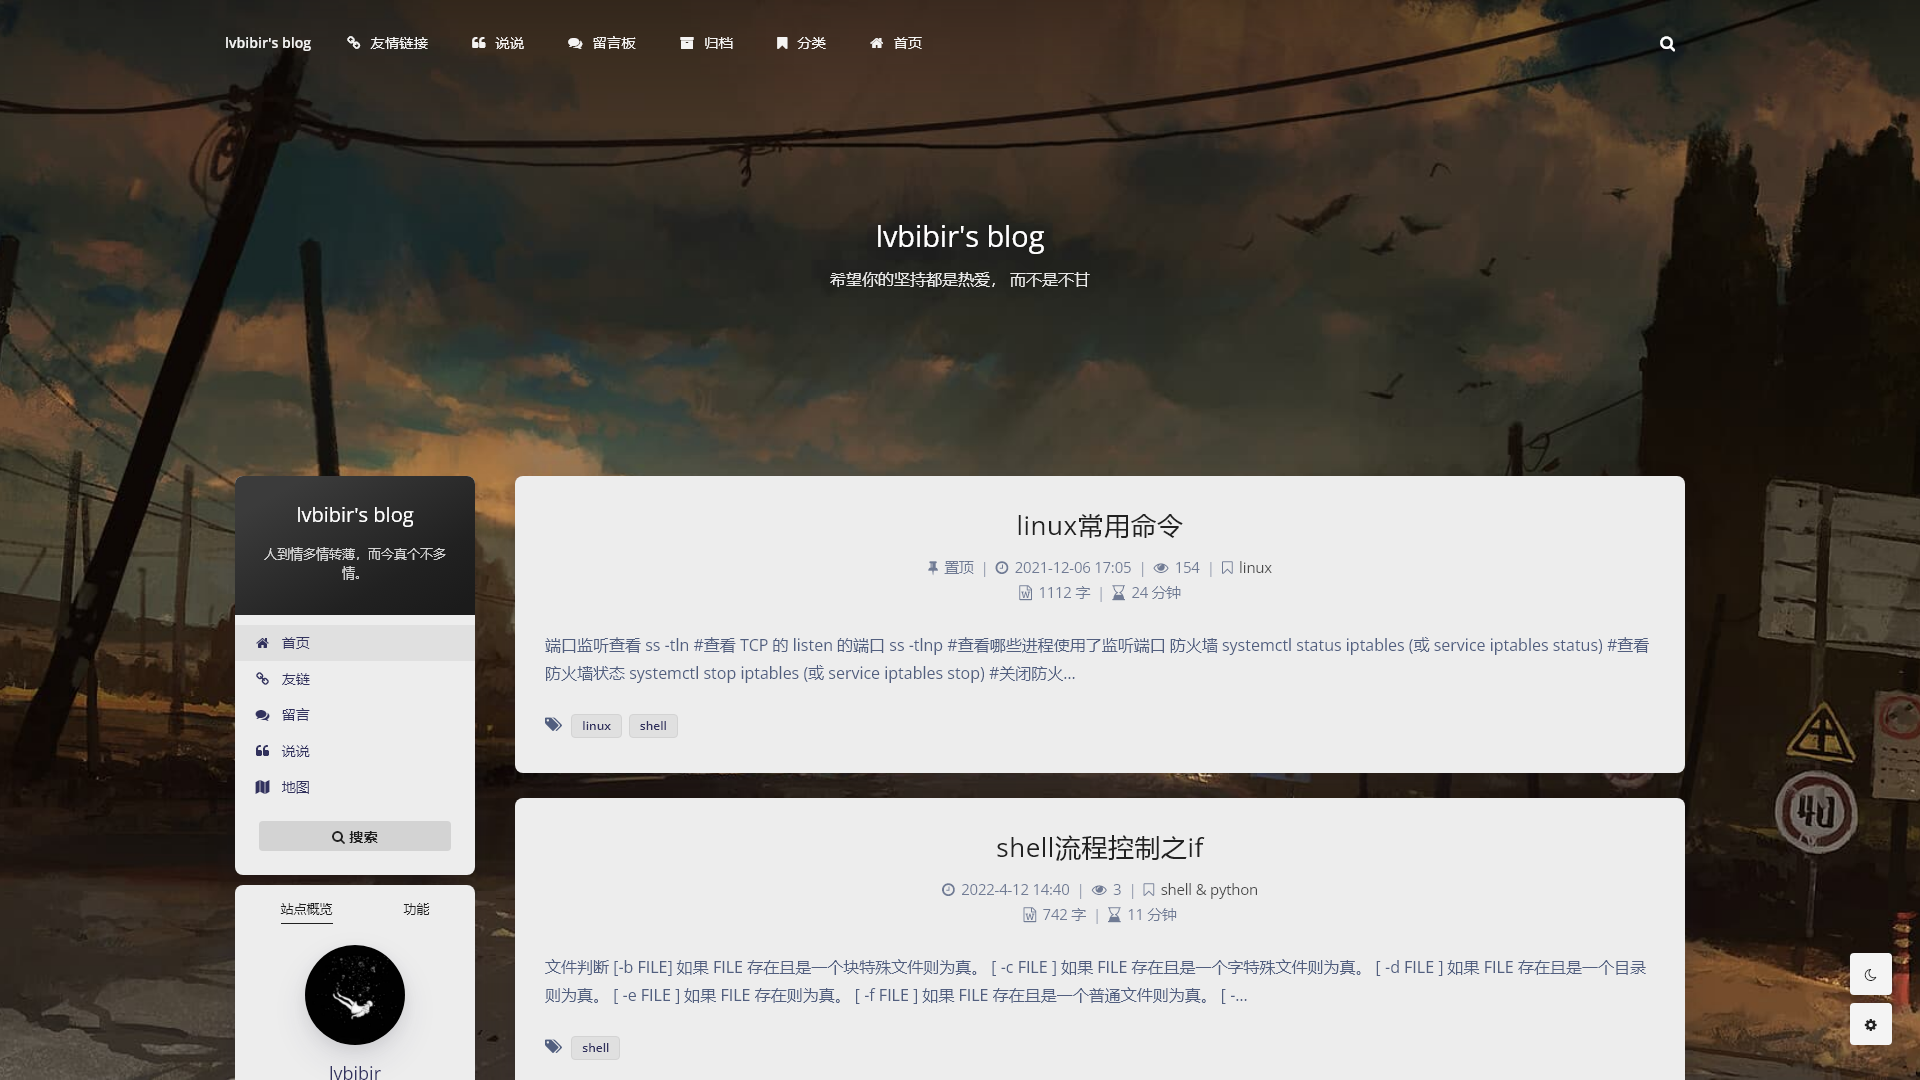 lvbibir's blog 友情链接 说说 留言板 归档 分类 首页
lvbibir's blog
希望你的坚持都是热爱， 而不是不甘
lvbibir's blog
人到情多情转薄，而今真个不多
情。
首页
友链
留言
说说
地图
搜索
站点概览 功能
lvbibir
linux常用命令
置顶 | 2021-12-06 17:05 | 154 | linux
1112 字 | 24 分钟
端口监听查看 ss -tln #查看 TCP 的 listen 的端口 ss -tlnp #查看哪些进程使用了监听端口 防火墙 systemctl status iptables (或 service iptables status) #查看
防火墙状态 systemctl stop iptables (或 service iptables stop) #关闭防火...
linux shell
shell流程控制之if
2022-4-12 14:40 | 3 | shell & python
742 字 | 11 分钟
文件判断 [-b FILE] 如果 FILE 存在且是一个块特殊文件则为真。 [ -c FILE ] 如果 FILE 存在且是一个字特殊文件则为真。 [ -d FILE ] 如果 FILE 存在且是一个目录
则为真。 [ -e FILE ] 如果 FILE 存在则为真。 [ -f FILE ] 如果 FILE 存在且是一个普通文件则为真。 [ -...
shell
40